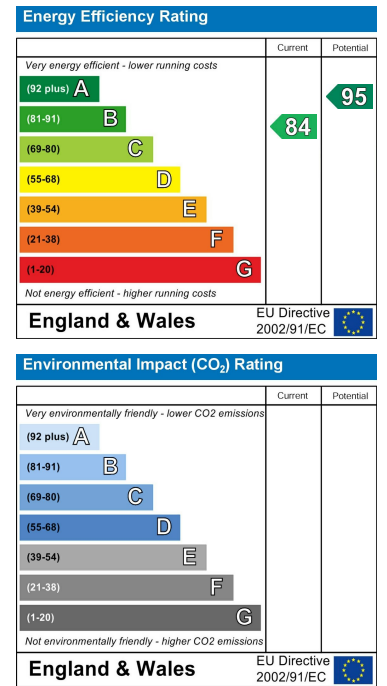 Energy Efficiency Rating
Current Potential
Very energy efficient - lower running costs
(92 plus) A
95
(81-91) B
84
(69-80) C
(55-68) D
(39-54) E
(21-38) F
(1-20) G
Not energy efficient - higher running costs
England & Wales
EU Directive
2002/91/EC
Environmental Impact (CO₂) Rating
Current Potential
Very environmentally friendly - lower CO2 emissions
(92 plus) A
(81-91) B
(69-80) C
(55-68) D
(39-54) E
(21-38) F
(1-20) G
Not environmentally friendly - higher CO2 emissions
England & Wales
EU Directive
2002/91/EC